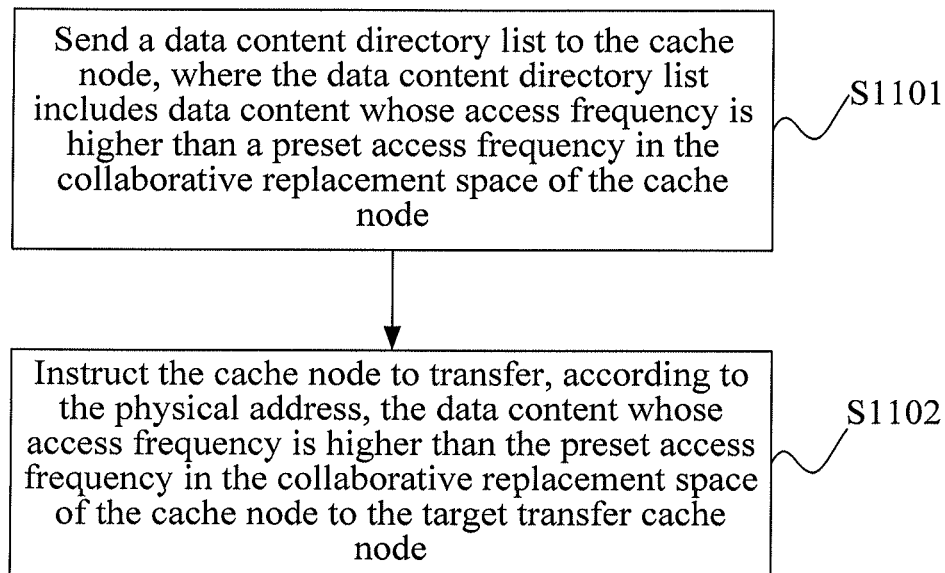 Send a data content directory list to the cache
node, where the data content directory list
includes data content whose access frequency is
higher than a preset access frequency in the
collaborative replacement space of the cache
node
S1101
Instruct the cache node to transfer, according to
the physical address, the data content whose
access frequency is higher than the preset access
frequency in the collaborative replacement space
of the cache node to the target transfer cache
node
S1102